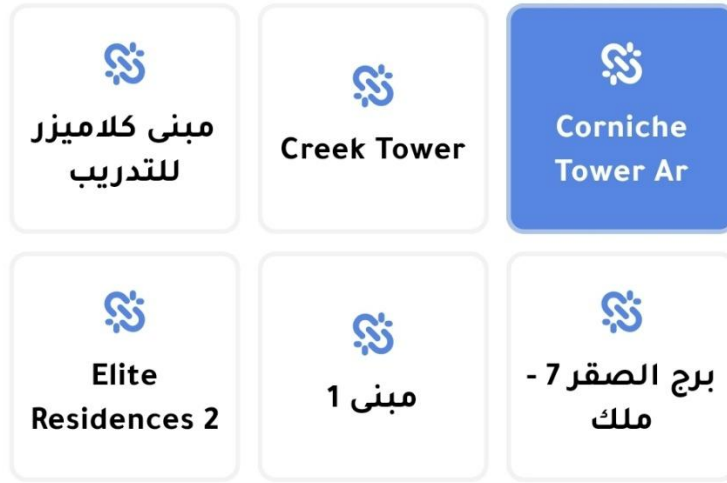 Corniche
Tower Ar
Creek Tower
مبنى كلاميزر
للتدريب
برج الصقر 7 -
ملك
مبنى 1
Elite
Residences 2